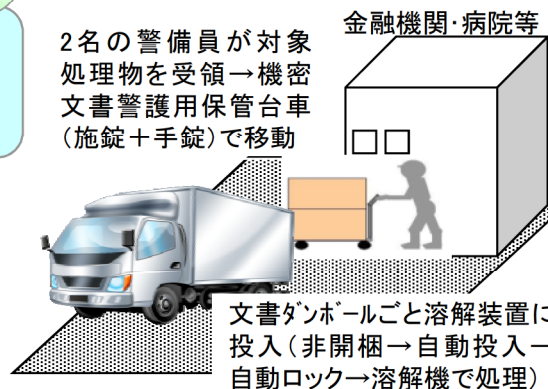 金融機関・病院等
2名の警備員が対象
処理物を受領→機密
文書警護用保管台車
(施錠＋手錠)で移動
文書ﾀﾞﾝﾎﾞｰﾙごと溶解装置に
投入(非開梱→自動投入→
自動ロック→溶解機で処理)